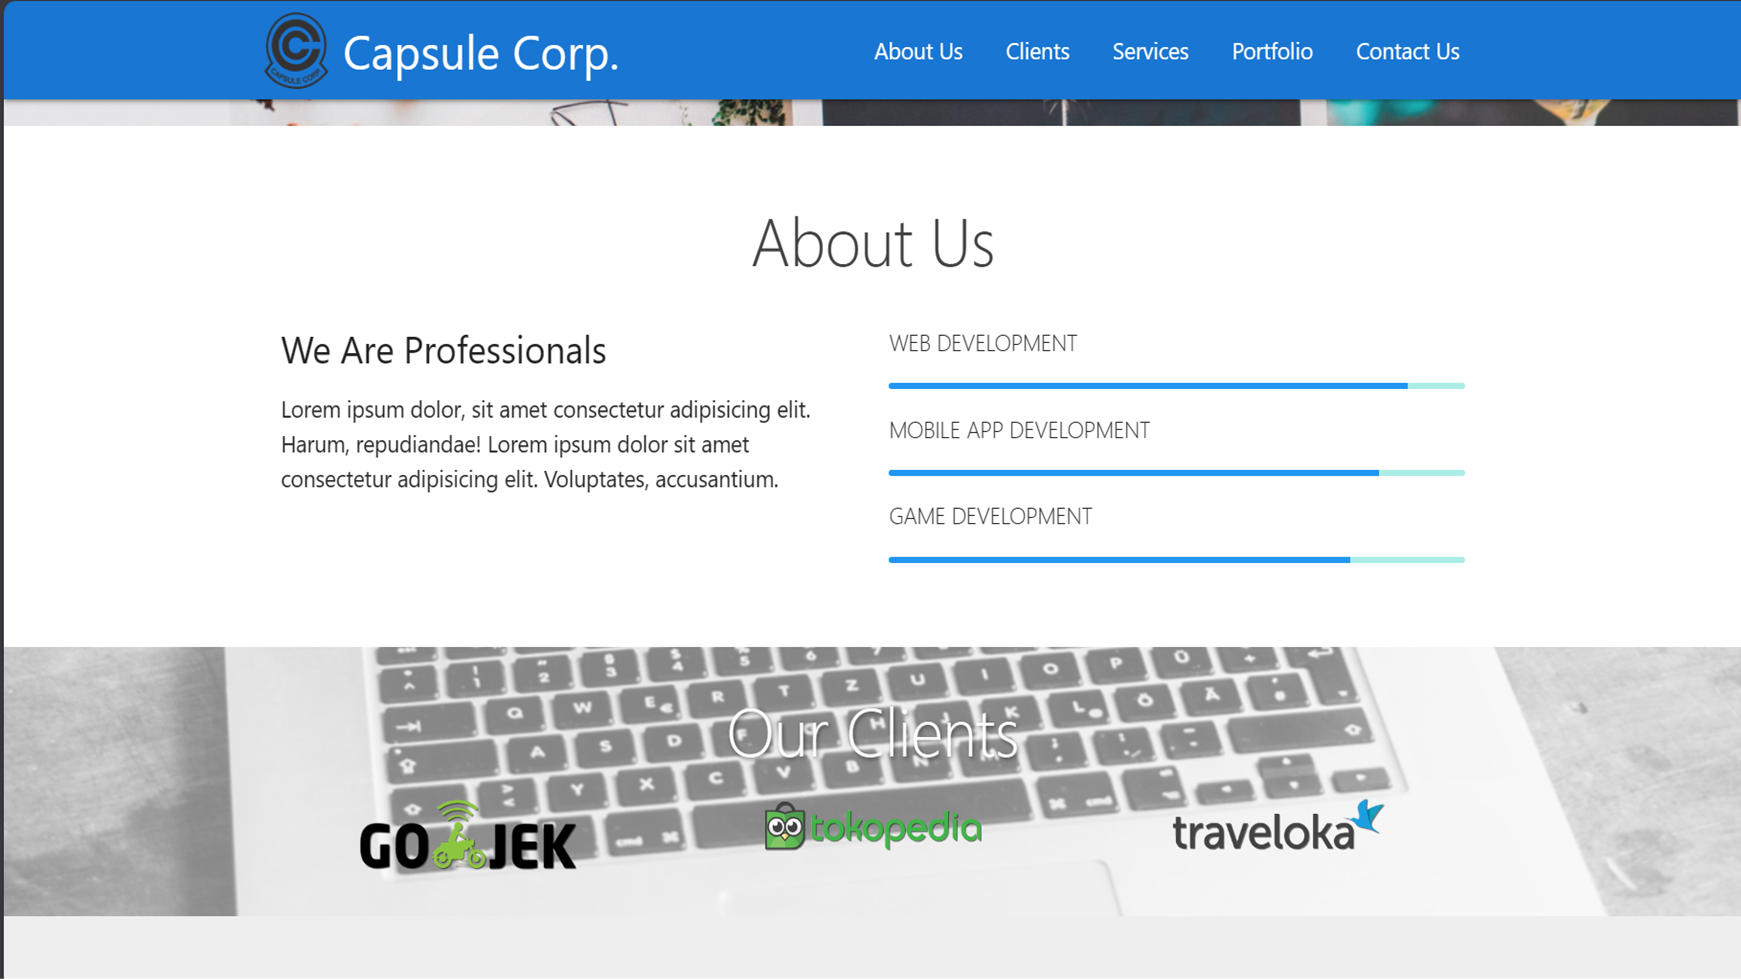 CAPSULE CORP.
Capsule Corp.
About Us
Clients
Services
Portfolio
Contact Us
About Us
We Are Professionals
Lorem ipsum dolor, sit amet consectetur adipisicing elit.
Harum, repudiandae! Lorem ipsum dolor sit amet
consectetur adipisicing elit. Voluptates, accusantium.
WEB DEVELOPMENT
MOBILE APP DEVELOPMENT
GAME DEVELOPMENT
Our Clients
GO JEK
tokopedia
traveloka